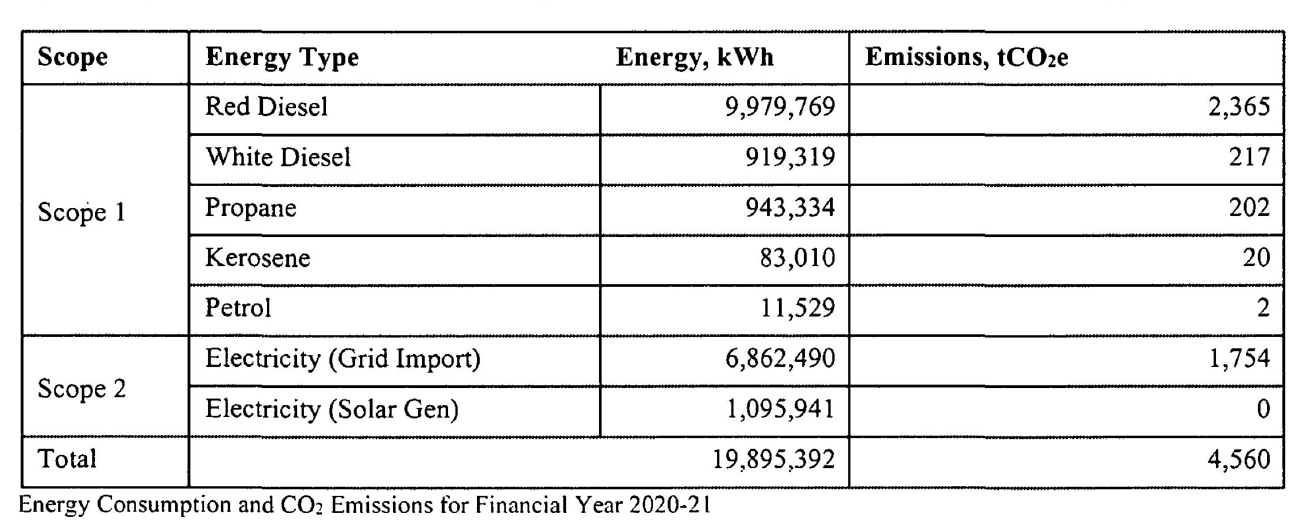 Scope Energy Type Energy, kWh Emissions, tCO₂e
Red Diesel 9,979,769 2,365
White Diesel 919,319 217
Scope 1 Propane 943,334 202
Kerosene 83,010 20
Petrol 11,529 2
Electricity (Grid Import) 6,862,490 1,754
Scope 2
Electricity (Solar Gen) 1,095,941 0
Total 19,895,392 4,560
Energy Consumption and CO₂ Emissions for Financial Year 2020-21